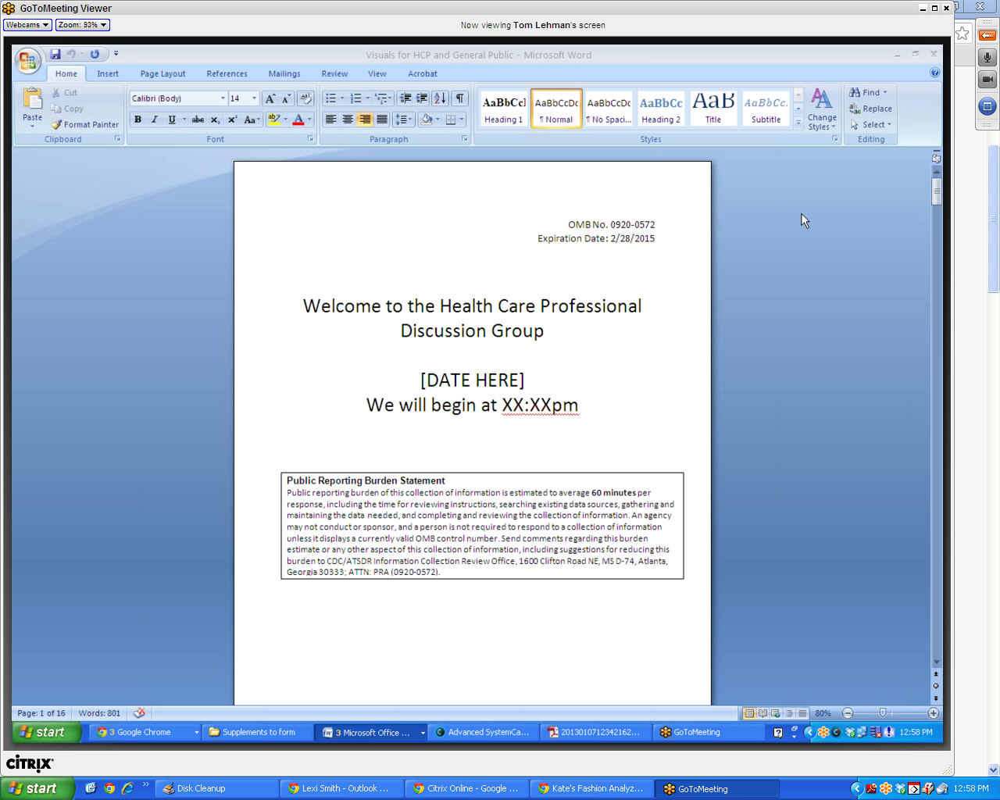 GoToMeeting Viewer
Webcams
Zoom: 93%
Now viewing Tom Lehman's screen
Visuals for HCP and General Public - Microsoft Word
Home Insert Page Layout References Mailings Review View Acrobat
Paste
Cut
Copy
Format Painter
Clipboard
Calibri (Body) 14
Font
Paragraph
AaBbCcI AaBbCcDc AaBbCcDc AaBbCc AaB AaBbCc.
Heading 1 ¶ Normal ¶ No Spaci... Heading 2 Title Subtitle
Change Styles
Styles
Find
Replace
Select
Editing
OMB No. 0920-0572
Expiration Date: 2/28/2015
Welcome to the Health Care Professional
Discussion Group
[DATE HERE]
We will begin at XX:XXpm
Public Reporting Burden Statement
Public reporting burden of this collection of information is estimated to average 60 minutes per
response, including the time for reviewing instructions, searching existing data sources, gathering and
maintaining the data needed, and completing and reviewing the collection of information. An agency
may not conduct or sponsor, and a person is not required to respond to a collection of information
unless it displays a currently valid OMB control number. Send comments regarding this burden
estimate or any other aspect of this collection of information, including suggestions for reducing this
burden to CDC/ATSDR Information Collection Review Office, 1600 Clifton Road NE, MS D-74, Atlanta,
Georgia 30333; ATTN: PRA (0920-0572).
Page: 1 of 16 Words: 801
80%
start 3 Google Chrome Supplements to form 3 Microsoft Office ... Advanced SystemCa... 2013010712342162... GoToMeeting 12:58 PM
CITRIX
start Disk Cleanup Lexi Smith - Outlook ... Citrix Online - Google ... Kate's Fashion Analyz... GoToMeeting 12:58 PM